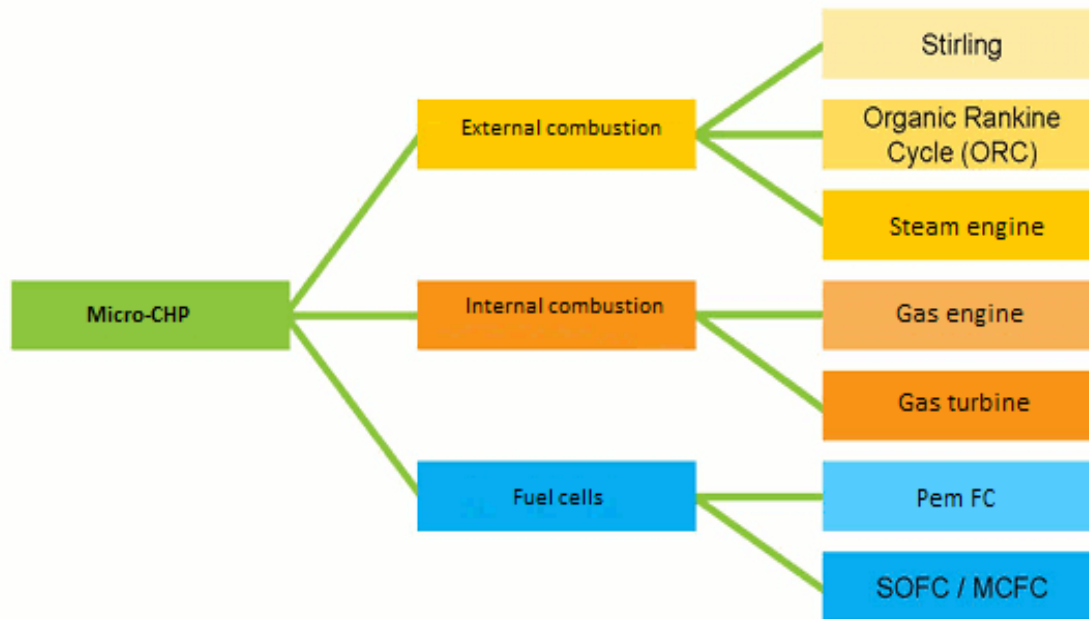 Stirling
External combustion
Organic Rankine
Cycle (ORC)
Steam engine
Micro-CHP
Internal combustion
Gas engine
Gas turbine
Fuel cells
Pem FC
SOFC / MCFC